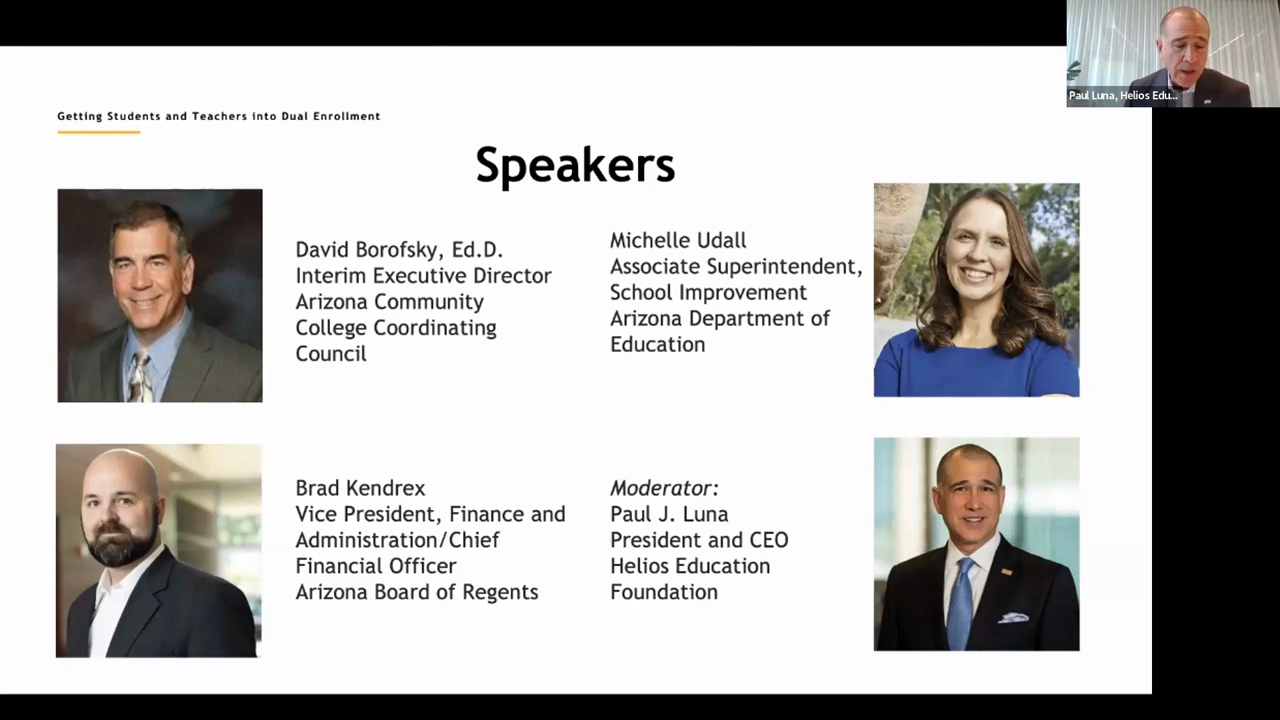 Paul Luna, Helios Edu...
Getting Students and Teachers into Dual Enrollment
Speakers
David Borofsky, Ed.D.
Interim Executive Director
Arizona Community
College Coordinating
Council
Michelle Udall
Associate Superintendent,
School Improvement
Arizona Department of
Education
Brad Kendrex
Vice President, Finance and
Administration/Chief
Financial Officer
Arizona Board of Regents
Moderator:
Paul J. Luna
President and CEO
Helios Education
Foundation